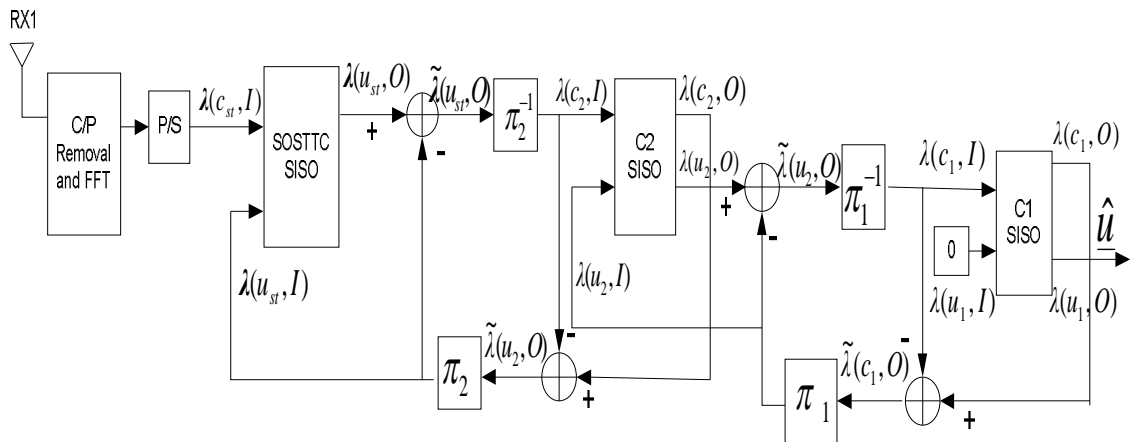 RX1
C/P
Removal
and FFT
P/S
λ(c_st, I)
SOSTTC
SISO
λ(u_st, O)
+
-
λ̃(u_st, O)
π_2^{-1}
λ(c_2, I)
C2
SISO
λ(c_2, O)
λ(u_2, O)
+
-
λ̃(u_2, O)
π_1^{-1}
λ(c_1, I)
C1
SISO
λ(c_1, O)
û
0
λ(u_1, I)
λ(u_1, O)
λ(u_st, I)
λ(u_2, I)
π_2
λ̃(u_2, O)
-
+
π_1
λ̃(c_1, O)
-
+